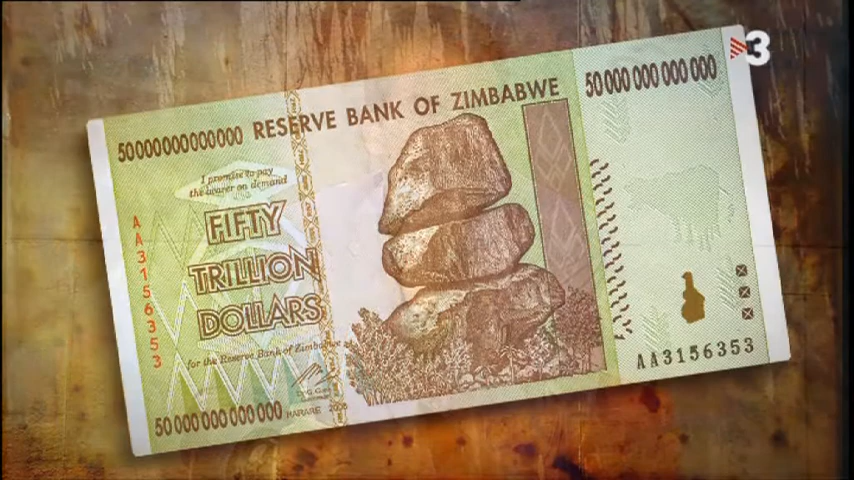 3
50000000000000
RESERVE BANK OF ZIMBABWE
50 000 000 000 000
I promise to pay
the bearer on demand
FIFTY
TRILLION
DOLLARS
for the Reserve Bank of Zimbabwe
AA3156353
AA3156353
50 000 000 000 000
HARARE